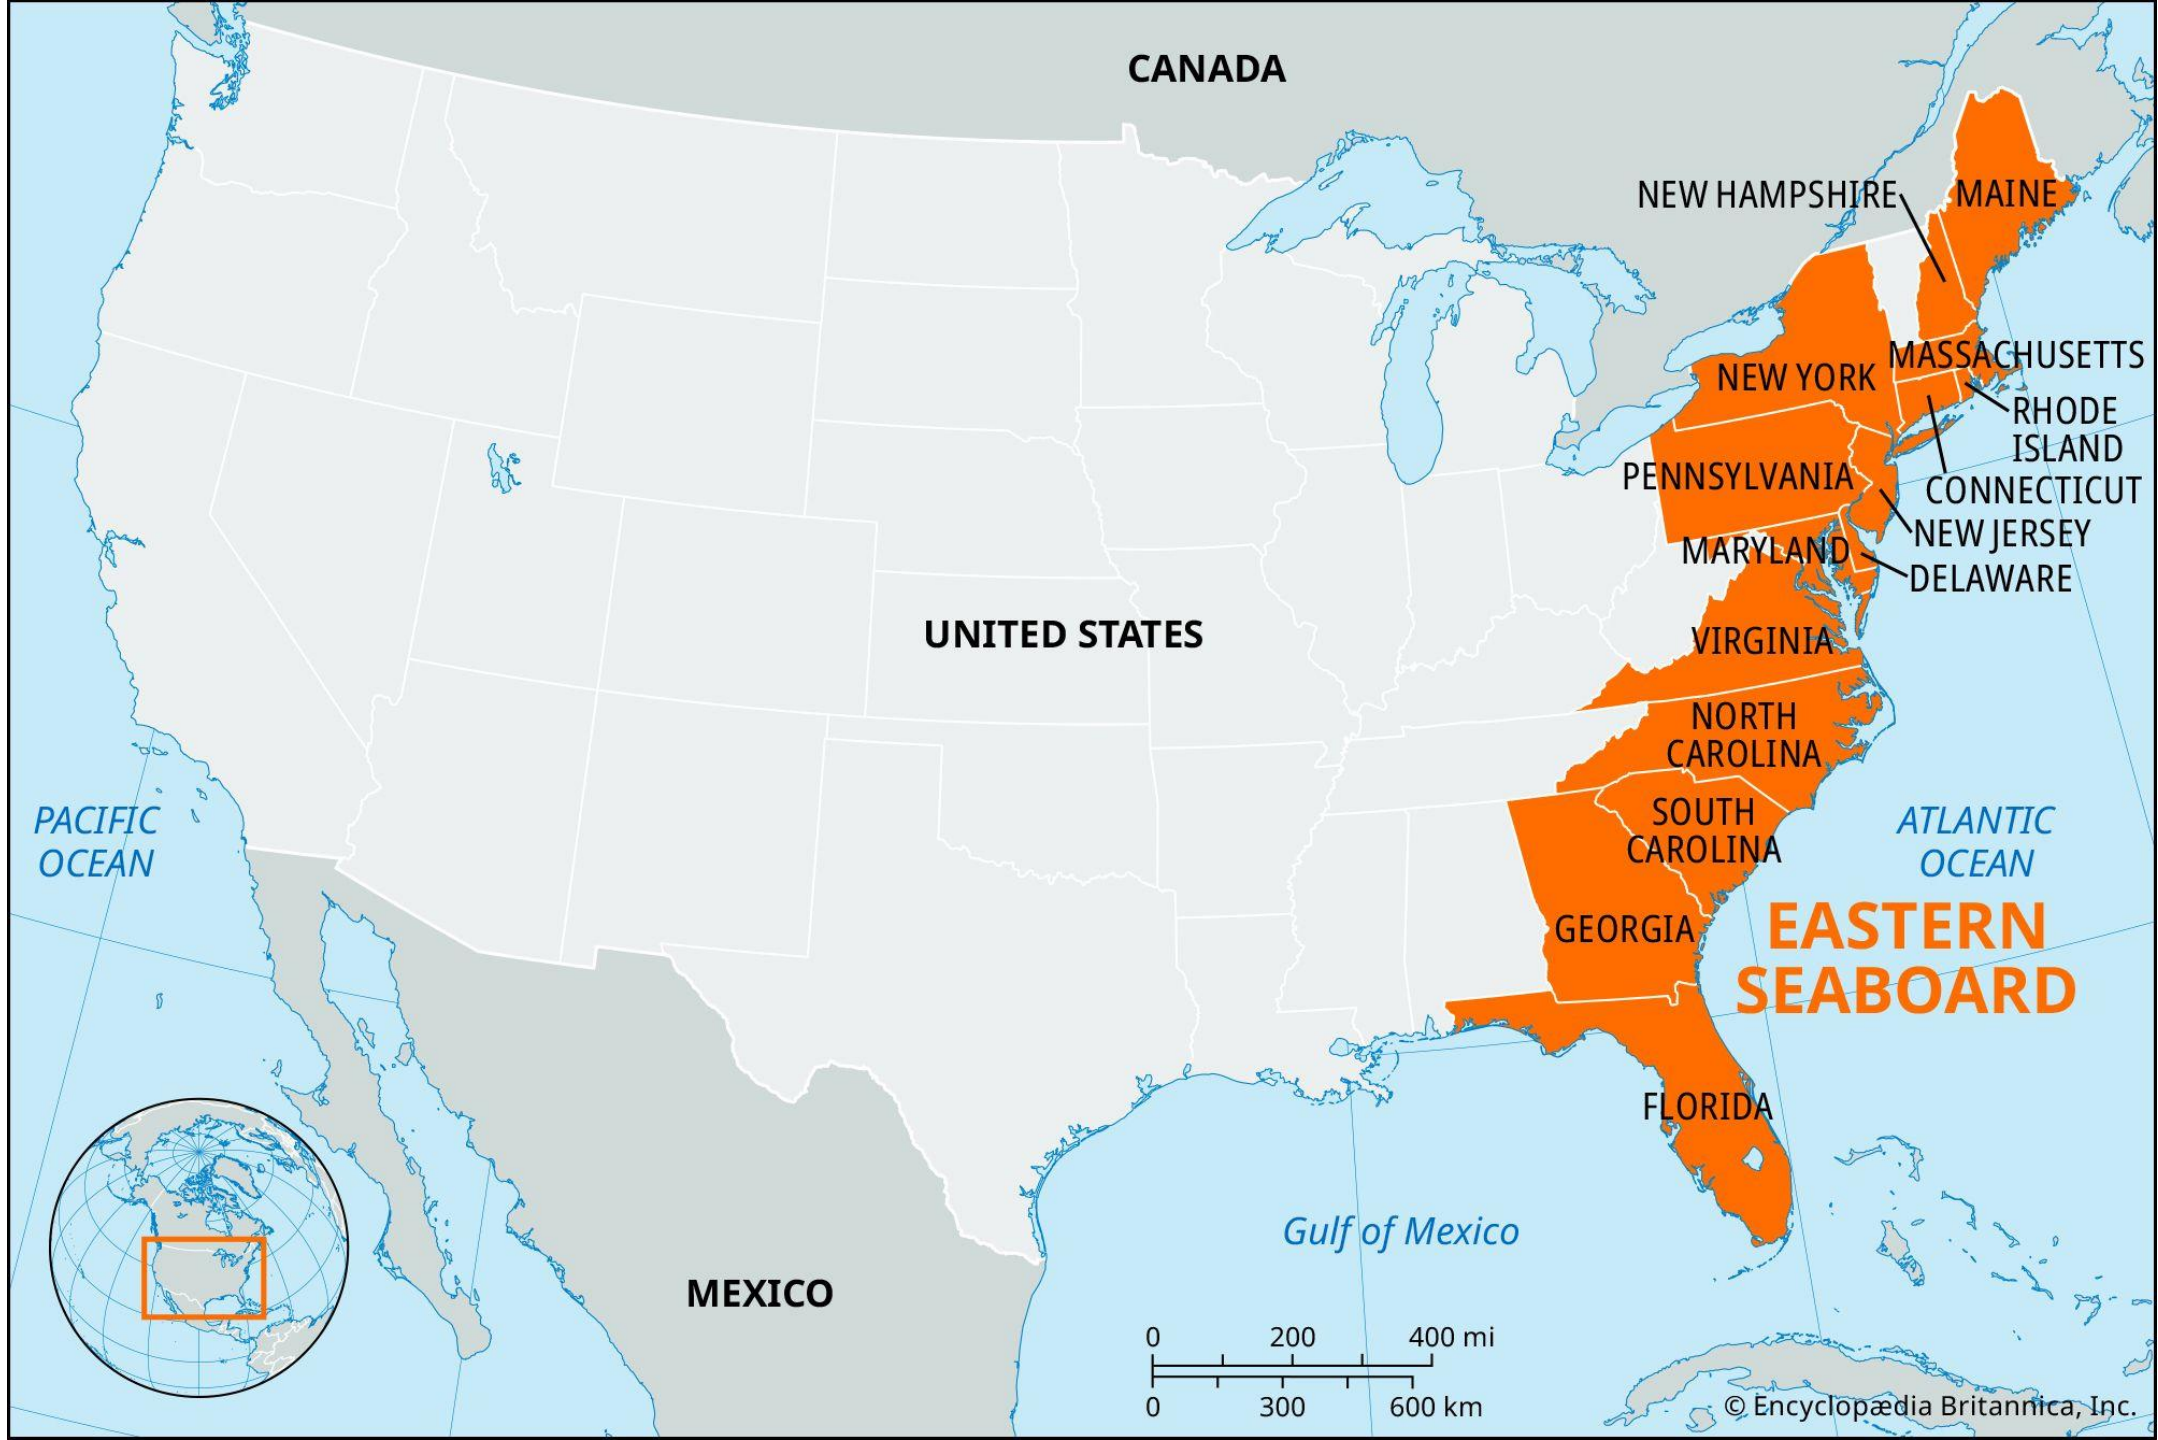 CANADA
NEW HAMPSHIRE
MAINE
MASSACHUSETTS
NEW YORK
RHODE
ISLAND
PENNSYLVANIA
CONNECTICUT
NEW JERSEY
MARYLAND
DELAWARE
UNITED STATES
VIRGINIA
NORTH
CAROLINA
PACIFIC
OCEAN
SOUTH
CAROLINA
ATLANTIC
OCEAN
GEORGIA
EASTERN
SEABOARD
FLORIDA
Gulf of Mexico
MEXICO
0 200 400 mi
0 300 600 km
© Encyclopædia Britannica, Inc.